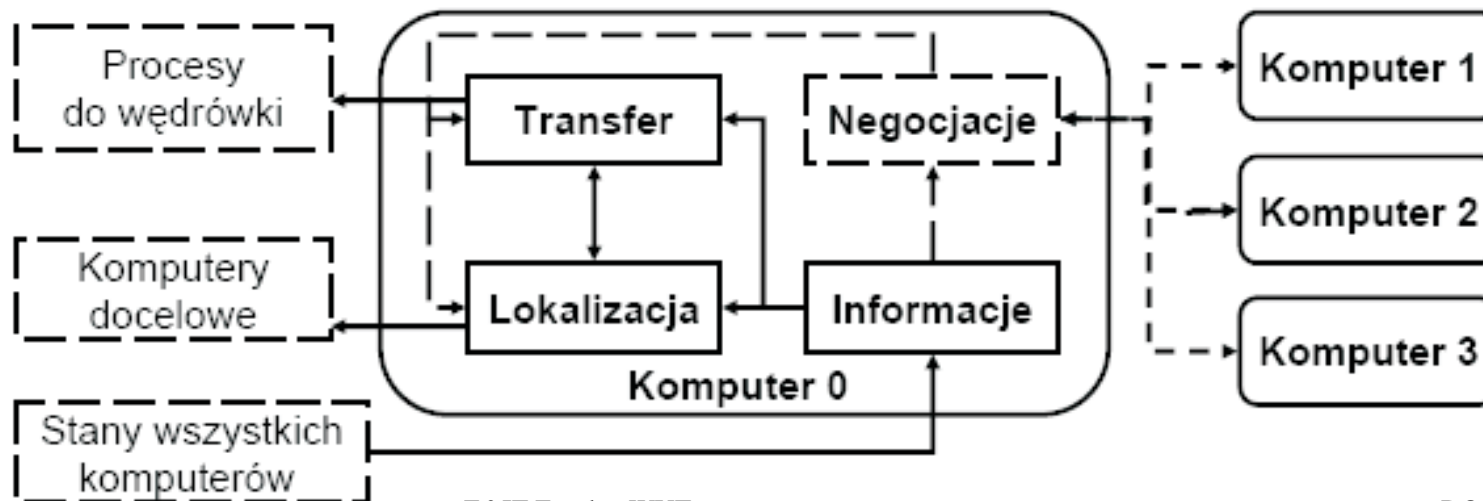 Procesy
do wędrówki
Transfer
Negocjacje
Komputer 1
Komputer 2
Komputery
docelowe
Lokalizacja
Informacje
Komputer 3
Komputer 0
Stany wszystkich
komputerów